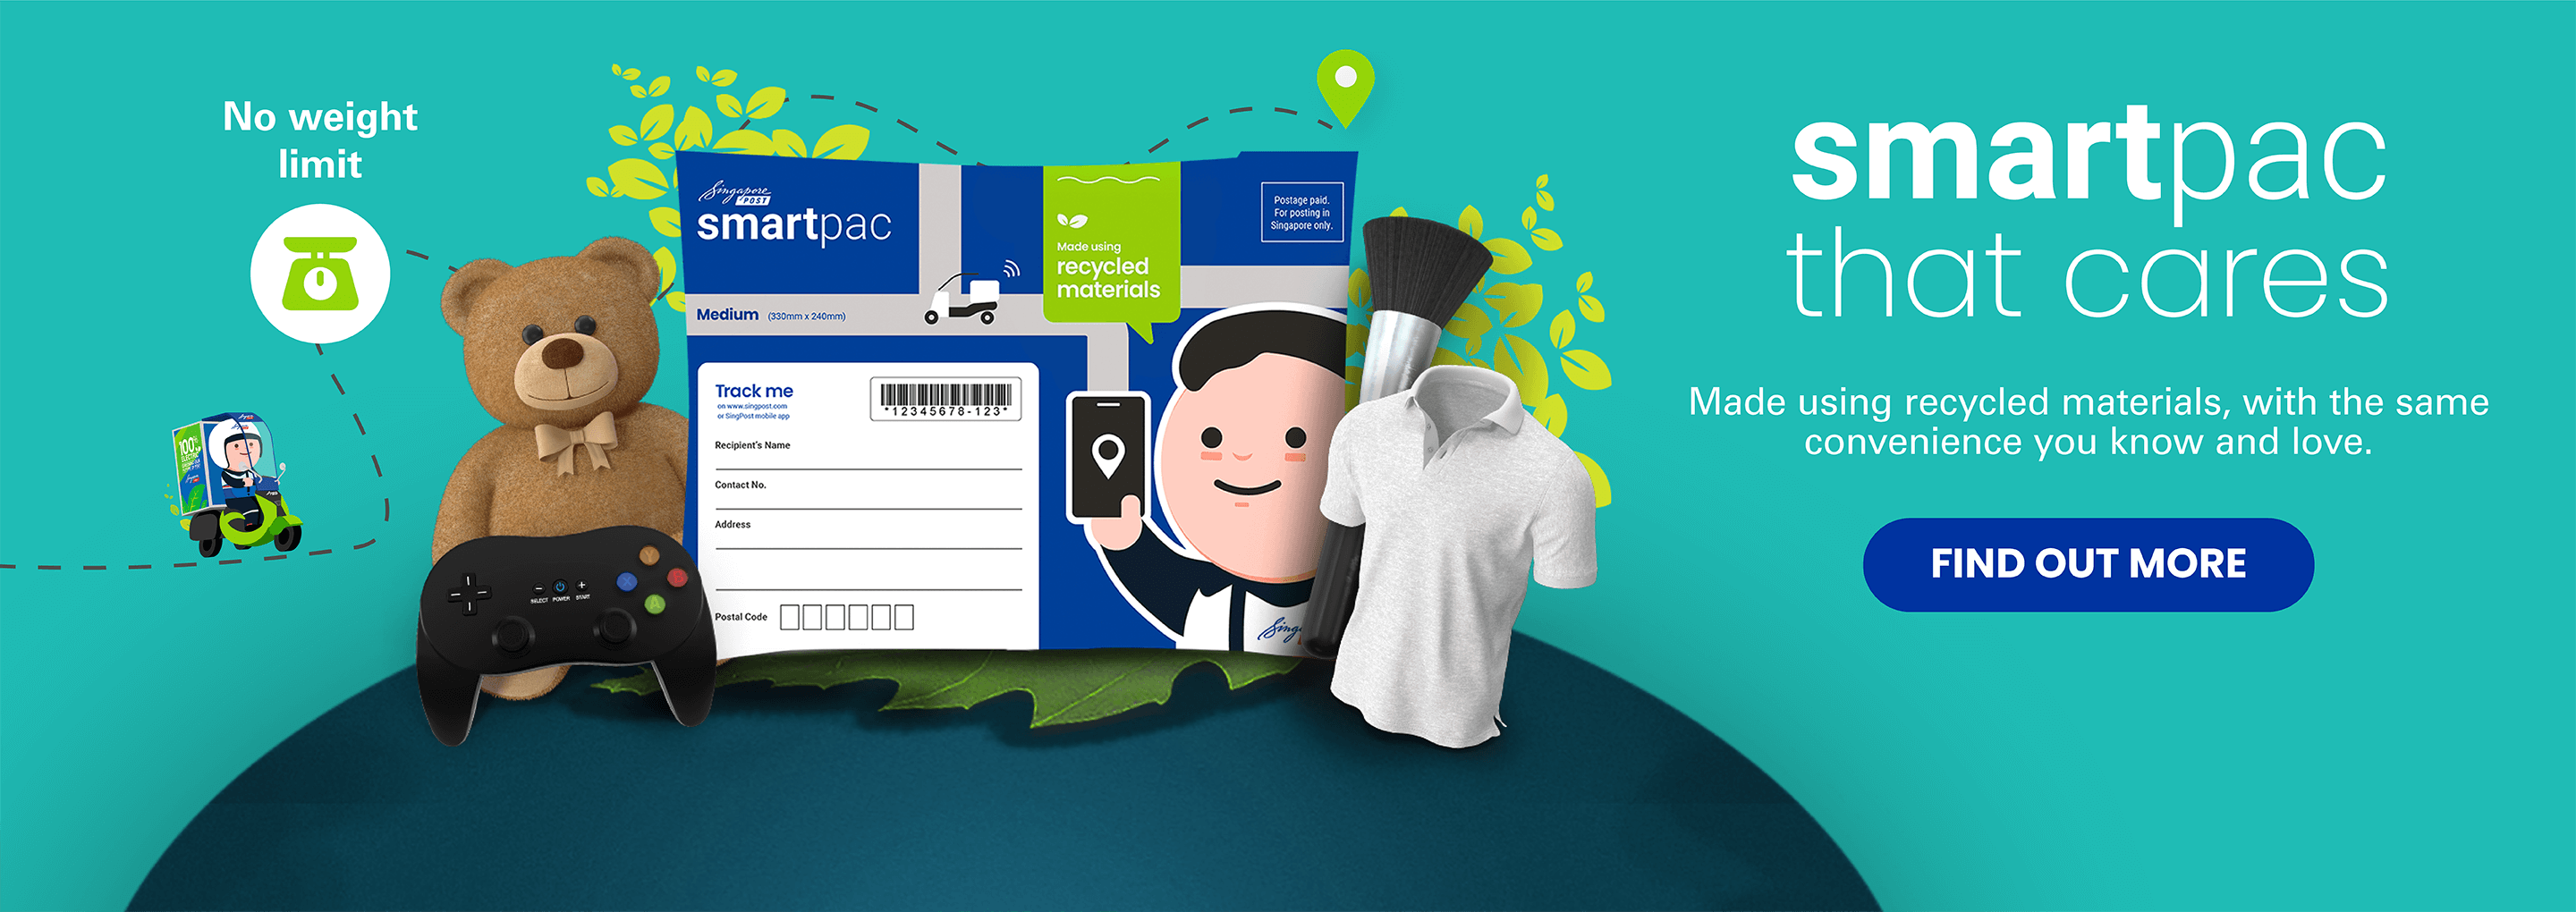 No weight
limit
100%
Singapore
POST
smartpac
Made using
recycled
materials
Postage paid.
For posting in
Singapore only.
Medium (330mm x 240mm)
Track me
on www.singpost.com
or SingPost mobile app
*12345678-123*
Recipient's Name
Contact No.
Address
Postal Code
SELECT POWER START
Y
X
B
A
smartpac
that cares
Made using recycled materials, with the same
convenience you know and love.
FIND OUT MORE